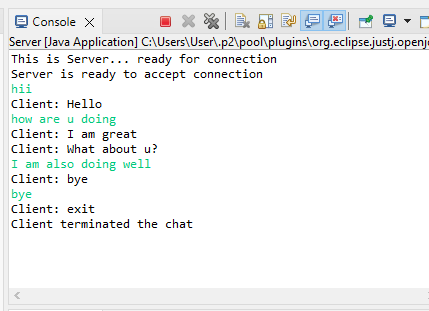 Console
Server [Java Application] C:\Users\User\.p2\pool\plugins\org.eclipse.justj.openj
This is Server... ready for connection
Server is ready to accept connection
hii
Client: Hello
how are u doing
Client: I am great
Client: What about u?
I am also doing well
Client: bye
bye
Client: exit
Client terminated the chat